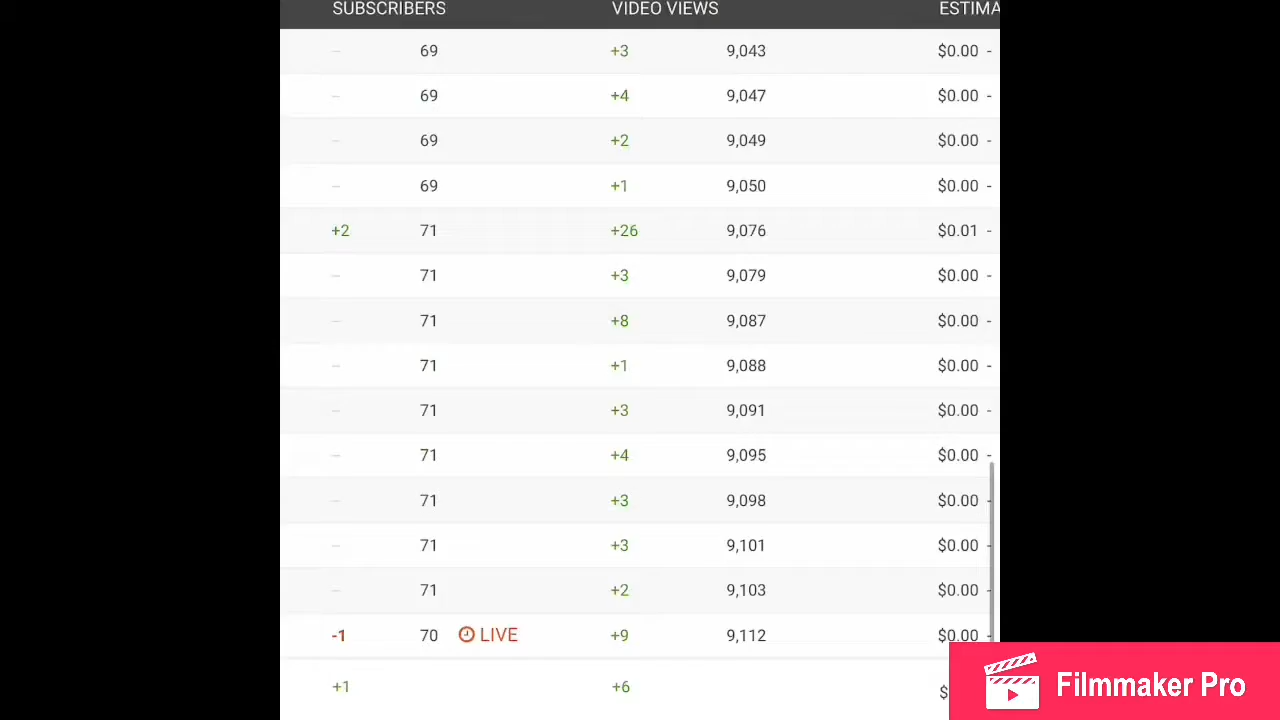 SUBSCRIBERS VIDEO VIEWS ESTIMA
-- 69 +3 9,043 $0.00 -
-- 69 +4 9,047 $0.00 -
-- 69 +2 9,049 $0.00 -
-- 69 +1 9,050 $0.00 -
+2 71 +26 9,076 $0.01 -
-- 71 +3 9,079 $0.00 -
-- 71 +8 9,087 $0.00 -
-- 71 +1 9,088 $0.00 -
-- 71 +3 9,091 $0.00 -
-- 71 +4 9,095 $0.00 -
-- 71 +3 9,098 $0.00 -
-- 71 +3 9,101 $0.00 -
-- 71 +2 9,103 $0.00 -
-1 70 LIVE +9 9,112 $0.00 -
+1 +6 $
Filmmaker Pro